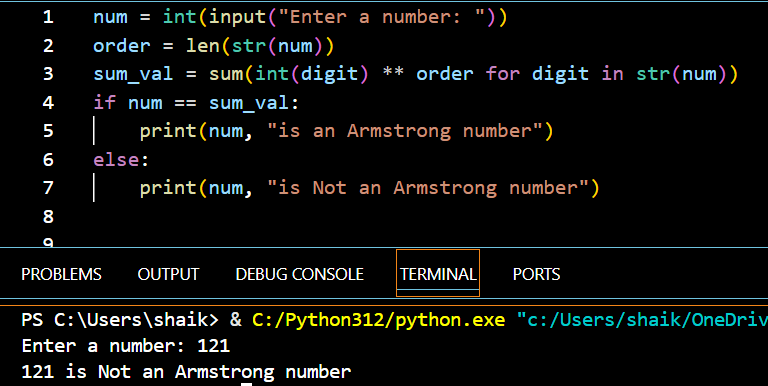 1 num = int(input("Enter a number: "))
2 order = len(str(num))
3 sum_val = sum(int(digit) ** order for digit in str(num))
4 if num == sum_val:
5     print(num, "is an Armstrong number")
6 else:
7     print(num, "is Not an Armstrong number")
8
9
PROBLEMS OUTPUT DEBUG CONSOLE TERMINAL PORTS
PS C:\Users\shaik> & C:/Python312/python.exe "c:/Users/shaik/OneDriv
Enter a number: 121
121 is Not an Armstrong number